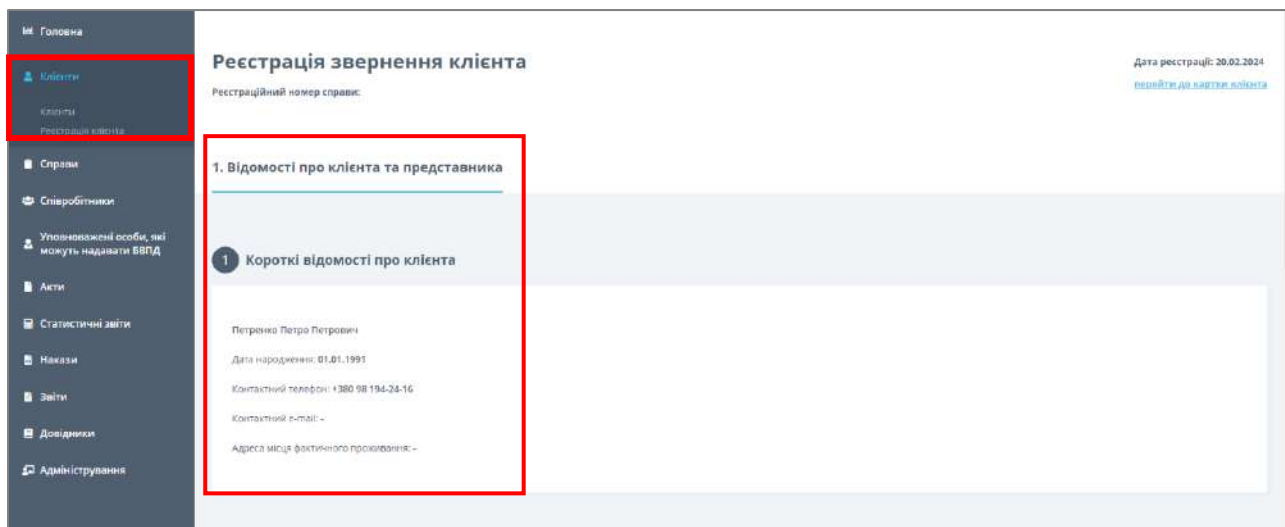 Головна
Клієнти
Клієнти
Реєстрація клієнта
Справи
Співробітники
Уповноважені особи, які
можуть надавати БВПД
Акти
Статистичні звіти
Накази
Звіти
Довідники
Адміністрування
Реєстрація звернення клієнта
Реєстраційний номер справи:
Дата реєстрації: 20.02.2024
перейти до картки клієнта
1. Відомості про клієнта та представника
1 Короткі відомості про клієнта
Петренко Петро Петрович
Дата народження: 01.01.1991
Контактний телефон: +380 98 194-24-16
Контактний e-mail: –
Адреса місця фактичного проживання: –